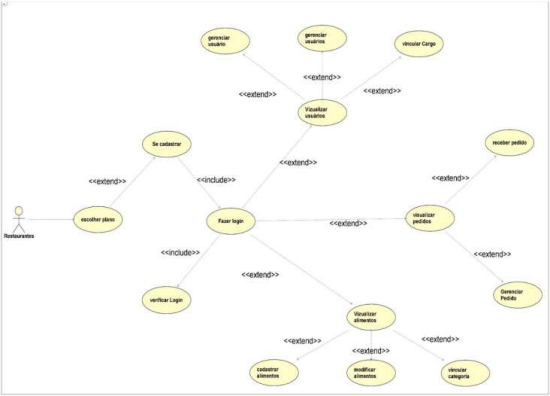 gerenciar
usuário
gerenciar
usuários
vincular Cargo
<<extend>>
<<extend>>
<<extend>>
Vizualizar
usuários
Se cadastrar
receber pedido
<<extend>>
<<include>>
<<extend>>
<<extend>>
Restaurantes
escolher plano
Fazer login
<<extend>>
visualizar
pedidos
<<include>>
<<extend>>
<<extend>>
verificar Login
Gerenciar
Pedido
Vizualizar
alimentos
<<extend>>
<<extend>>
<<extend>>
cadastrar
alimentos
modificar
alimentos
vincular
categoria